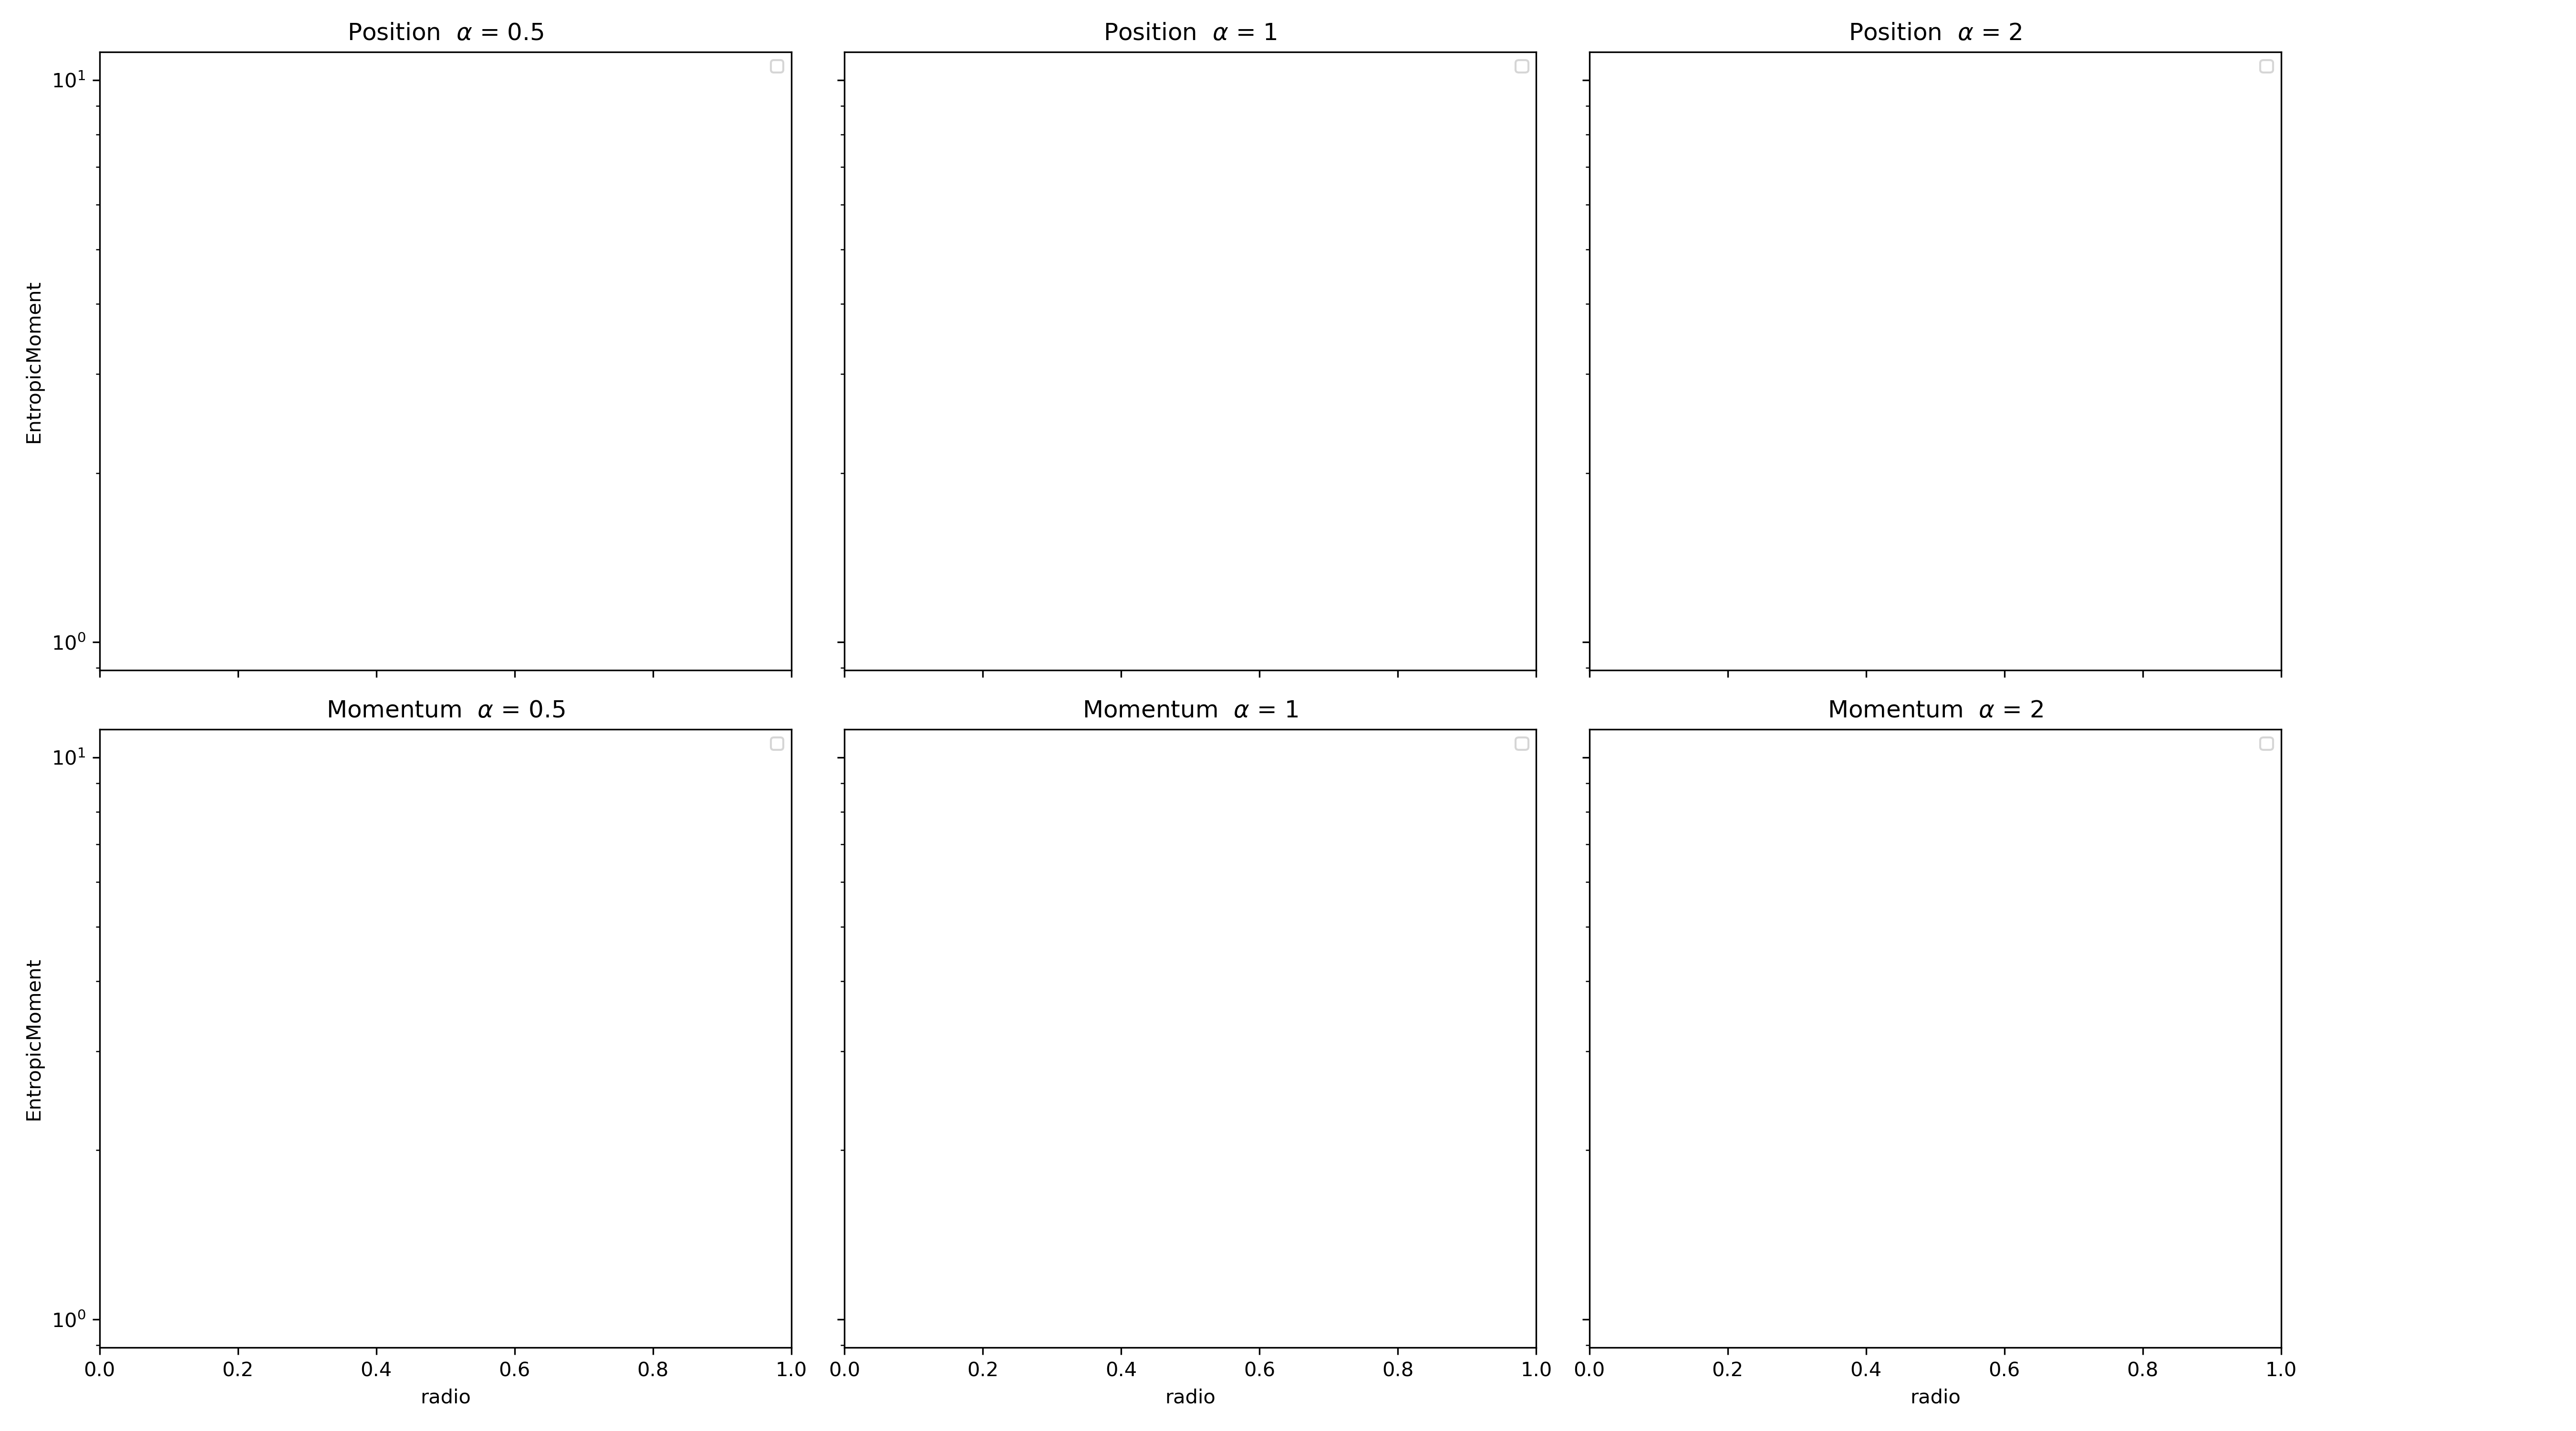 Position α = 0.5
Position α = 1
Position α = 2
EntropicMoment
10¹
10⁰
Momentum α = 0.5
Momentum α = 1
Momentum α = 2
EntropicMoment
10¹
10⁰
0.0 0.2 0.4 0.6 0.8 1.0
0.0 0.2 0.4 0.6 0.8 1.0
0.0 0.2 0.4 0.6 0.8 1.0
radio
radio
radio